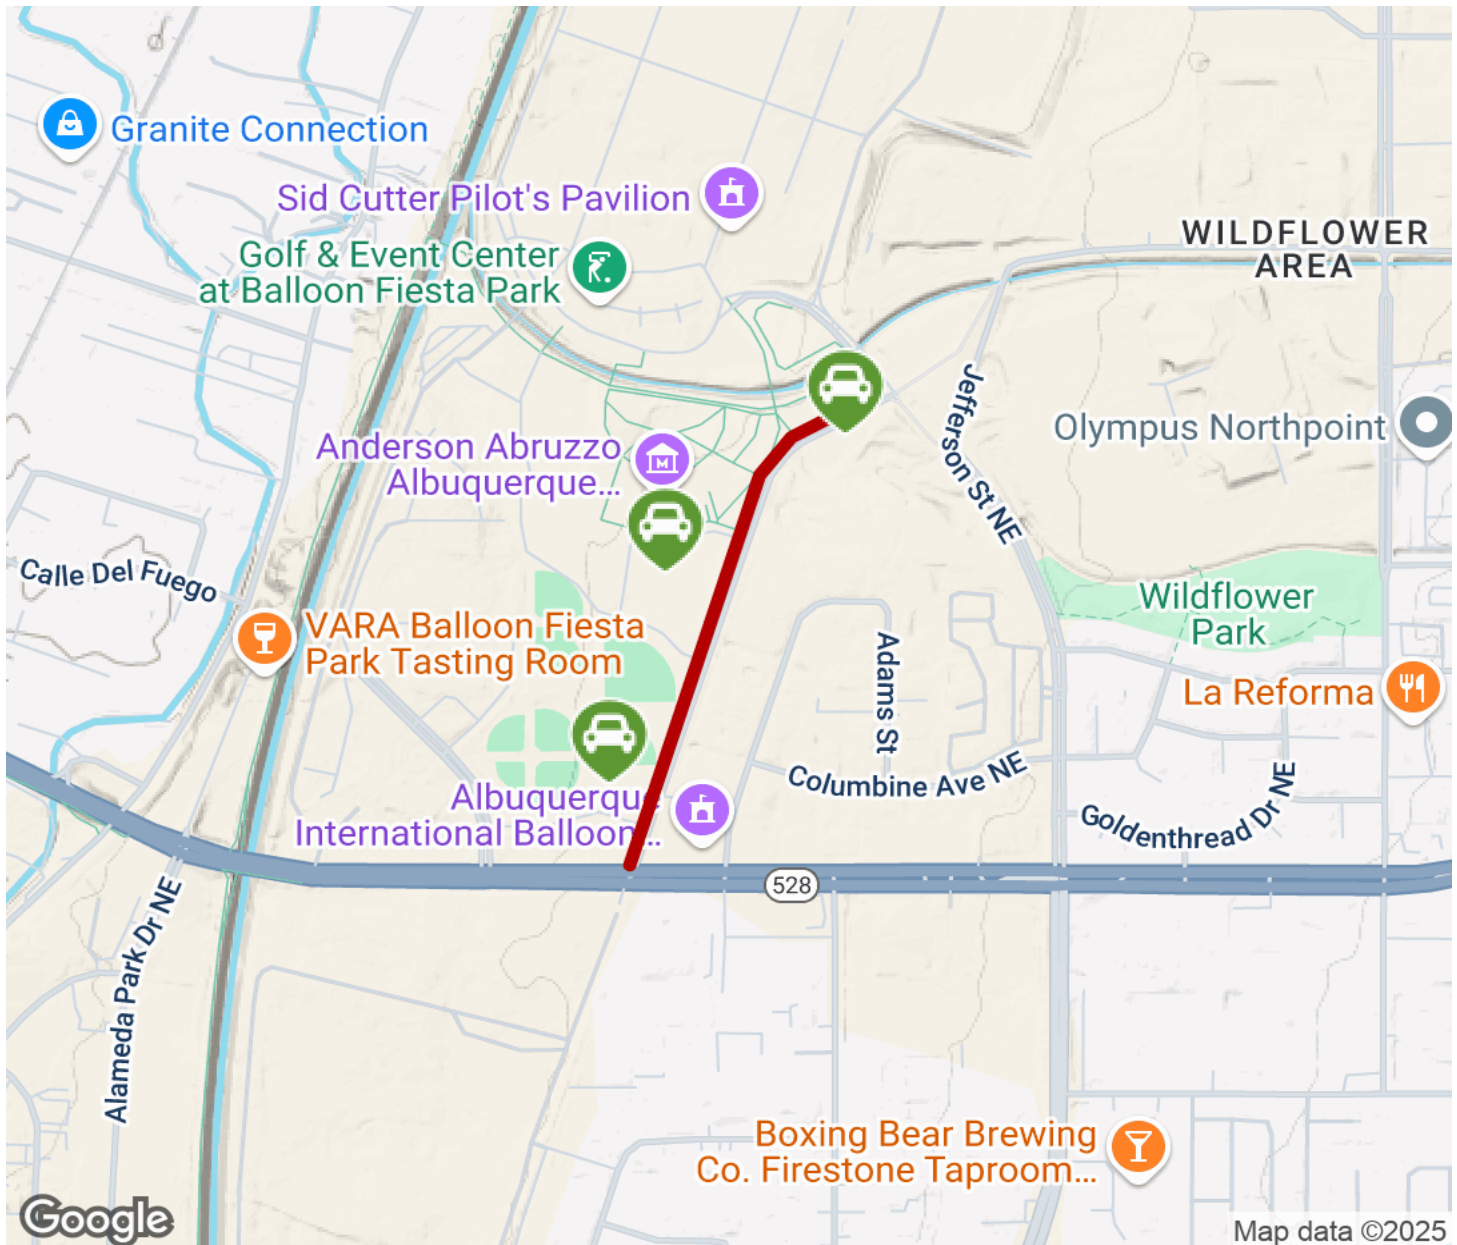 Granite Connection
Sid Cutter Pilot's Pavilion
Golf & Event Center
at Balloon Fiesta Park
WILDFLOWER
AREA
Jefferson St NE
Olympus Northpoint
Anderson Abruzzo
Albuquerque...
Calle Del Fuego
Wildflower
Park
VARA Balloon Fiesta
Park Tasting Room
Adams St
La Reforma
Columbine Ave NE
Goldenthread Dr NE
Albuquerque
International Balloon...
528
Alameda Park Dr NE
Boxing Bear Brewing
Co. Firestone Taproom...
Google
Map data ©2025